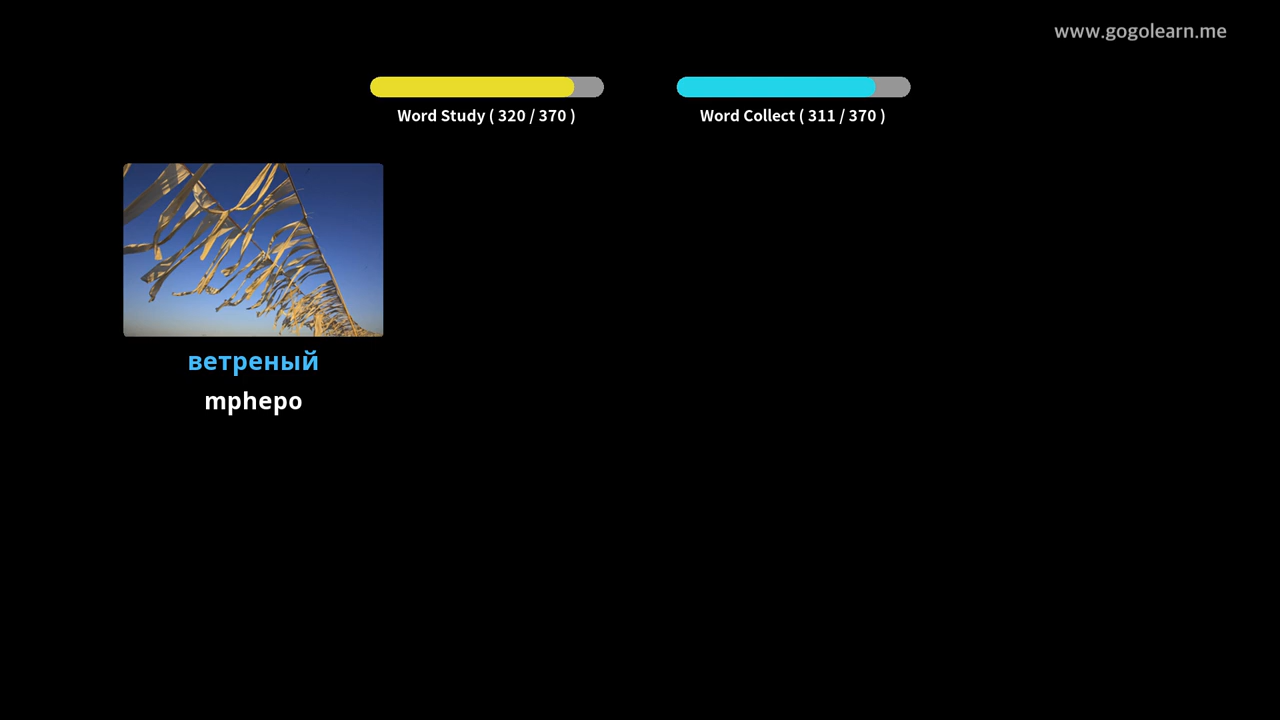 www.gogolearn.me
Word Study ( 320 / 370 )
Word Collect ( 311 / 370 )
ветреный
mphepo